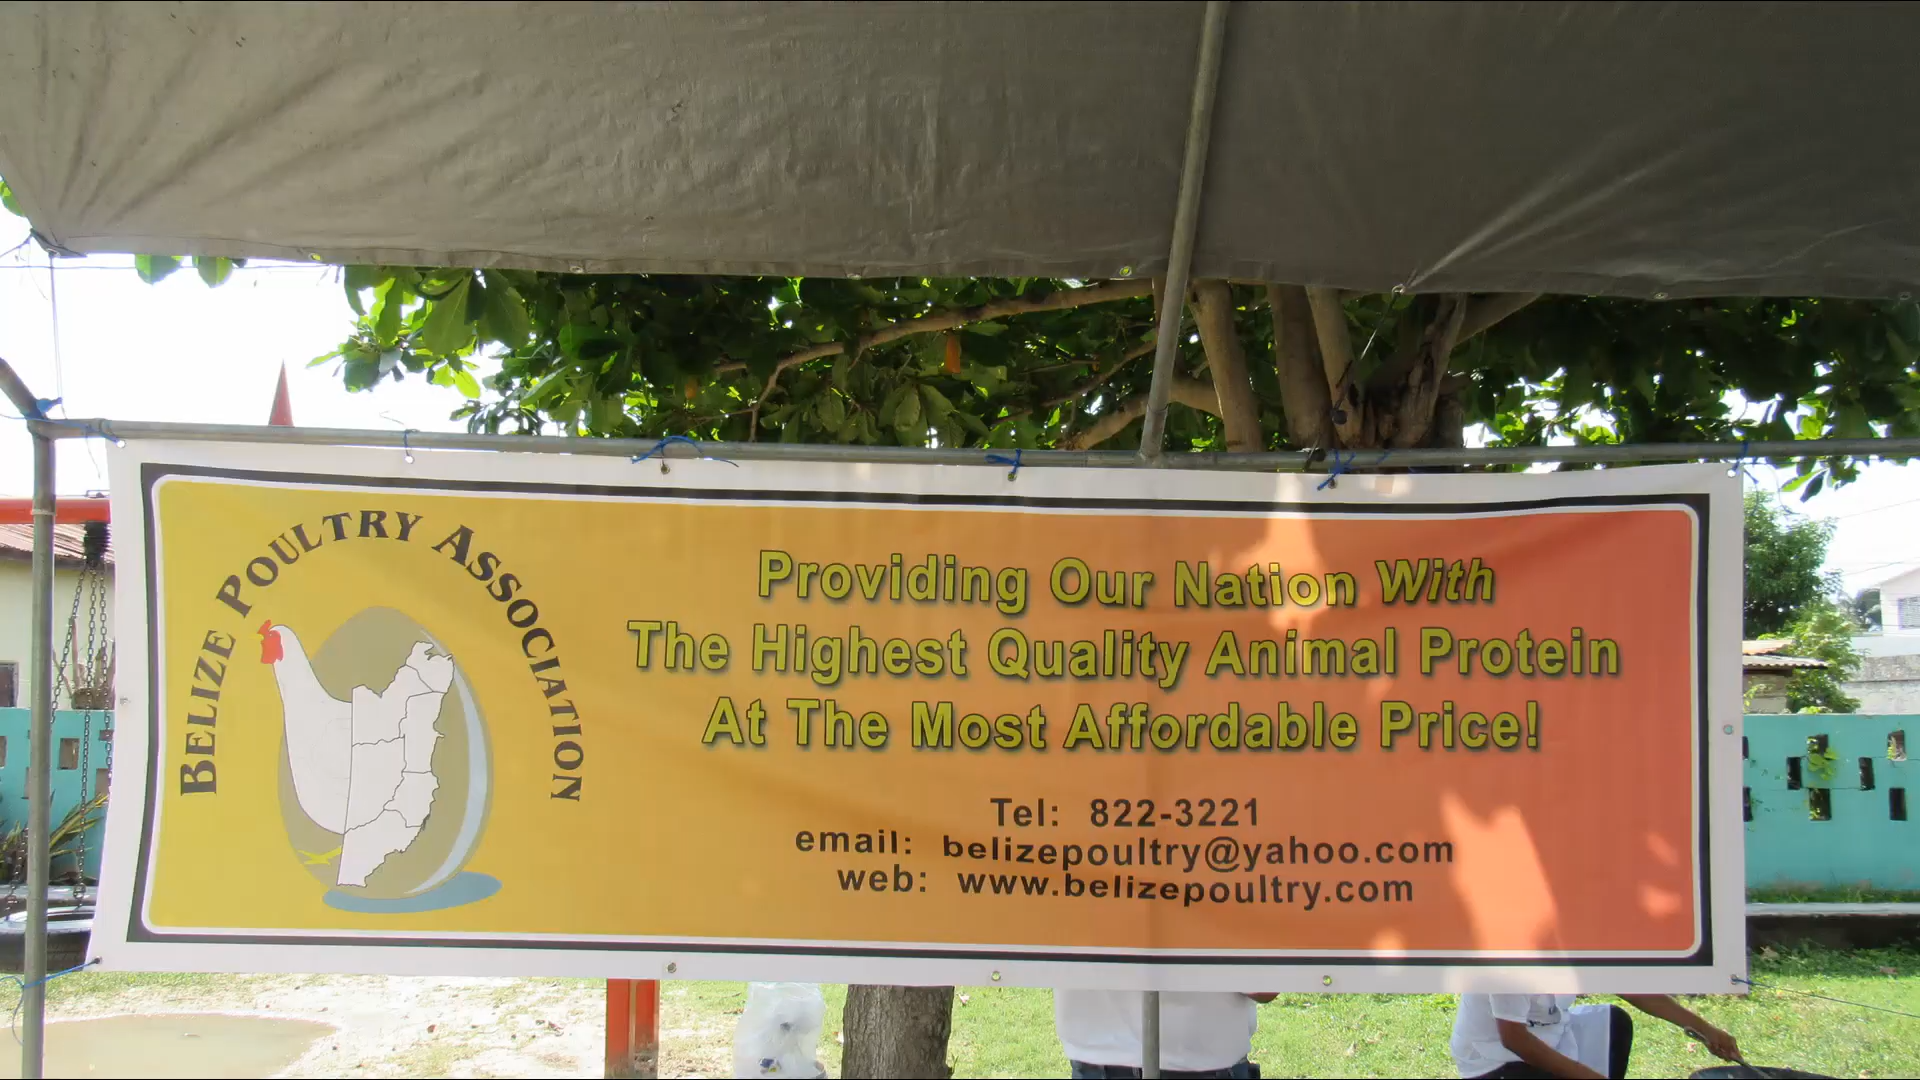 BELIZE POULTRY ASSOCIATION
Providing Our Nation With
The Highest Quality Animal Protein
At The Most Affordable Price!
Tel: 822-3221
email: belizepoultry@yahoo.com
web: www.belizepoultry.com